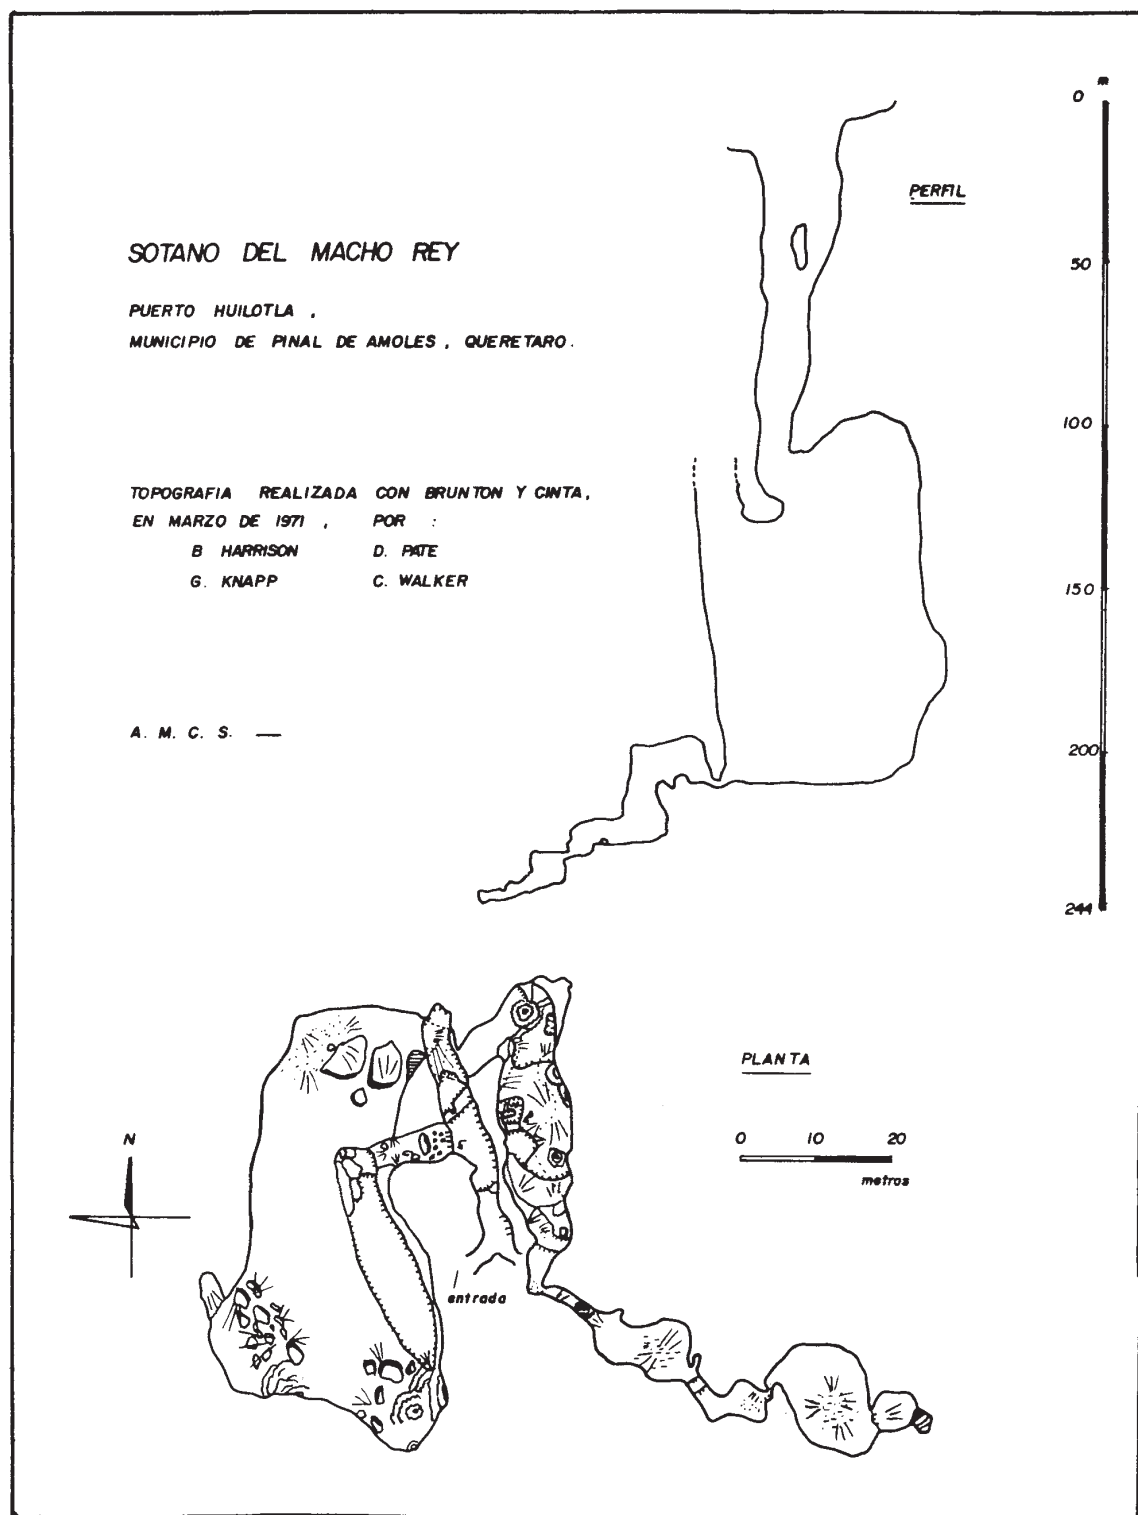 m
0
PERFIL
SOTANO DEL MACHO REY
50
PUERTO HUILOTLA ,
MUNICIPIO DE PINAL DE AMOLES , QUERETARO .
100
TOPOGRAFIA REALIZADA CON BRUNTON Y CINTA ,
EN MARZO DE 1971 , POR :
B HARRISON D. PATE
G. KNAPP C. WALKER
150
A. M. C. S. —
200
244
PLANTA
N
0 10 20
metros
entrada